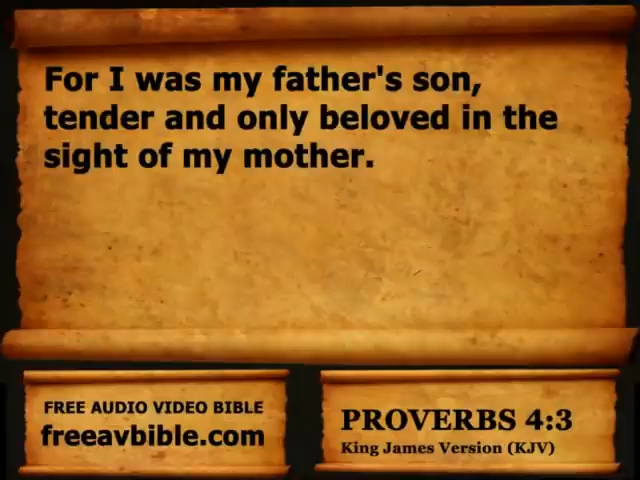 For I was my father's son,
tender and only beloved in the
sight of my mother.
FREE AUDIO VIDEO BIBLE
freeavbible.com
PROVERBS 4:3
King James Version (KJV)